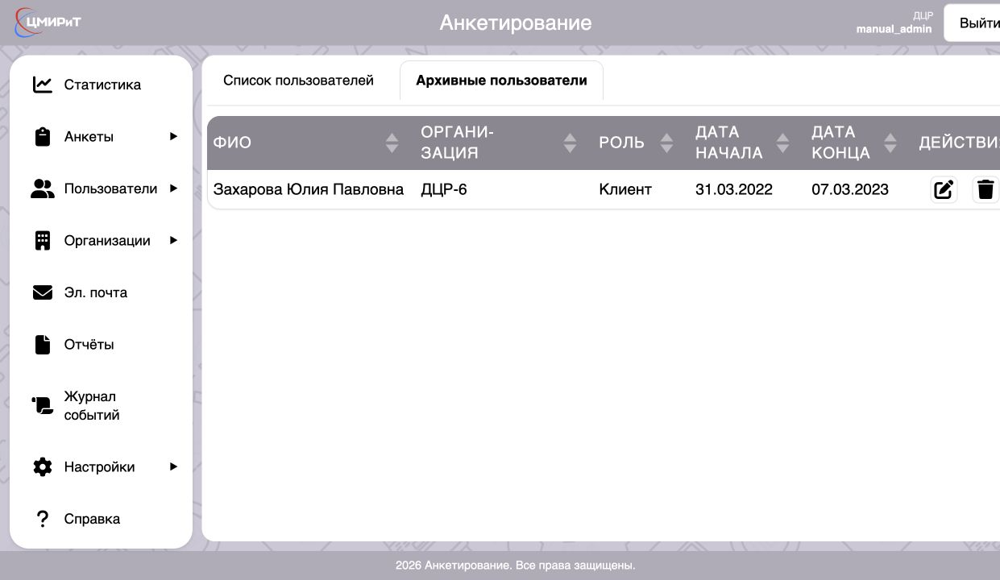 ЦМИРиТ
Анкетирование
ДЦР
manual_admin
Выйти
Статистика
Анкеты
Пользователи
Организации
Эл. почта
Отчёты
Журнал
событий
Настройки
Справка
Список пользователей
Архивные пользователи
ФИО
ОРГАНИ-
ЗАЦИЯ
РОЛЬ
ДАТА
НАЧАЛА
ДАТА
КОНЦА
ДЕЙСТВИ
Захарова Юлия Павловна
ДЦР-6
Клиент
31.03.2022
07.03.2023
2026 Анкетирование. Все права защищены.